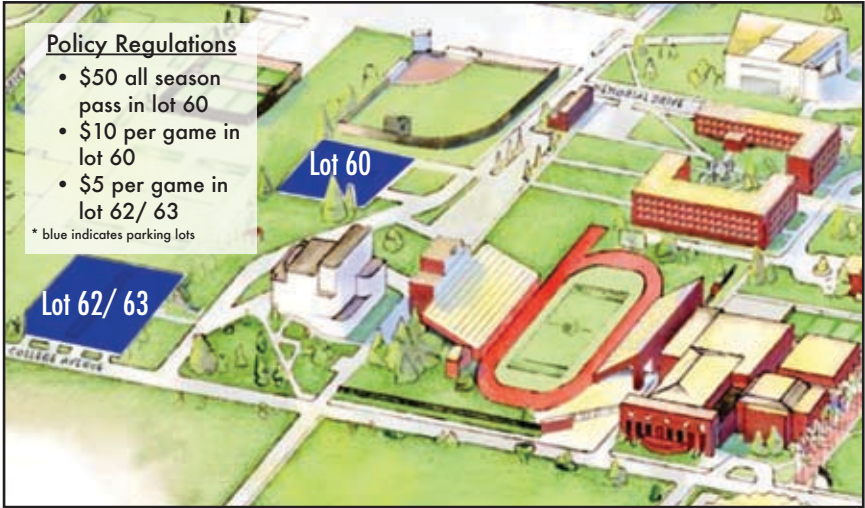 Policy Regulations
• $50 all season
pass in lot 60
• $10 per game in
lot 60
• $5 per game in
lot 62/ 63
* blue indicates parking lots
MEMORIAL DRIVE
Lot 60
Lot 62/ 63
COLLEGE AVENUE